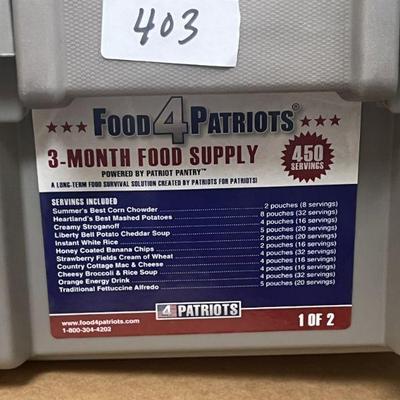 403
FOOD4PATRIOTS®
3-MONTH FOOD SUPPLY
POWERED BY PATRIOT PANTRY™
450 SERVINGS
A LONG-TERM FOOD SURVIVAL SOLUTION CREATED BY PATRIOTS FOR PATRIOTS!
SERVINGS INCLUDED
Summer's Best Corn Chowder 2 pouches (8 servings)
Heartland's Best Mashed Potatoes 8 pouches (32 servings)
Creamy Stroganoff 4 pouches (16 servings)
Liberty Bell Potato Cheddar Soup 5 pouches (20 servings)
Instant White Rice 2 pouches (20 servings)
Honey Coated Banana Chips 2 pouches (16 servings)
Strawberry Fields Cream of Wheat 4 pouches (32 servings)
Country Cottage Mac & Cheese 4 pouches (16 servings)
Cheesy Broccoli & Rice Soup 4 pouches (16 servings)
Orange Energy Drink 4 pouches (32 servings)
Traditional Fettuccine Alfredo 5 pouches (20 servings)
4 PATRIOTS
www.food4patriots.com
1-800-304-4202
1 OF 2